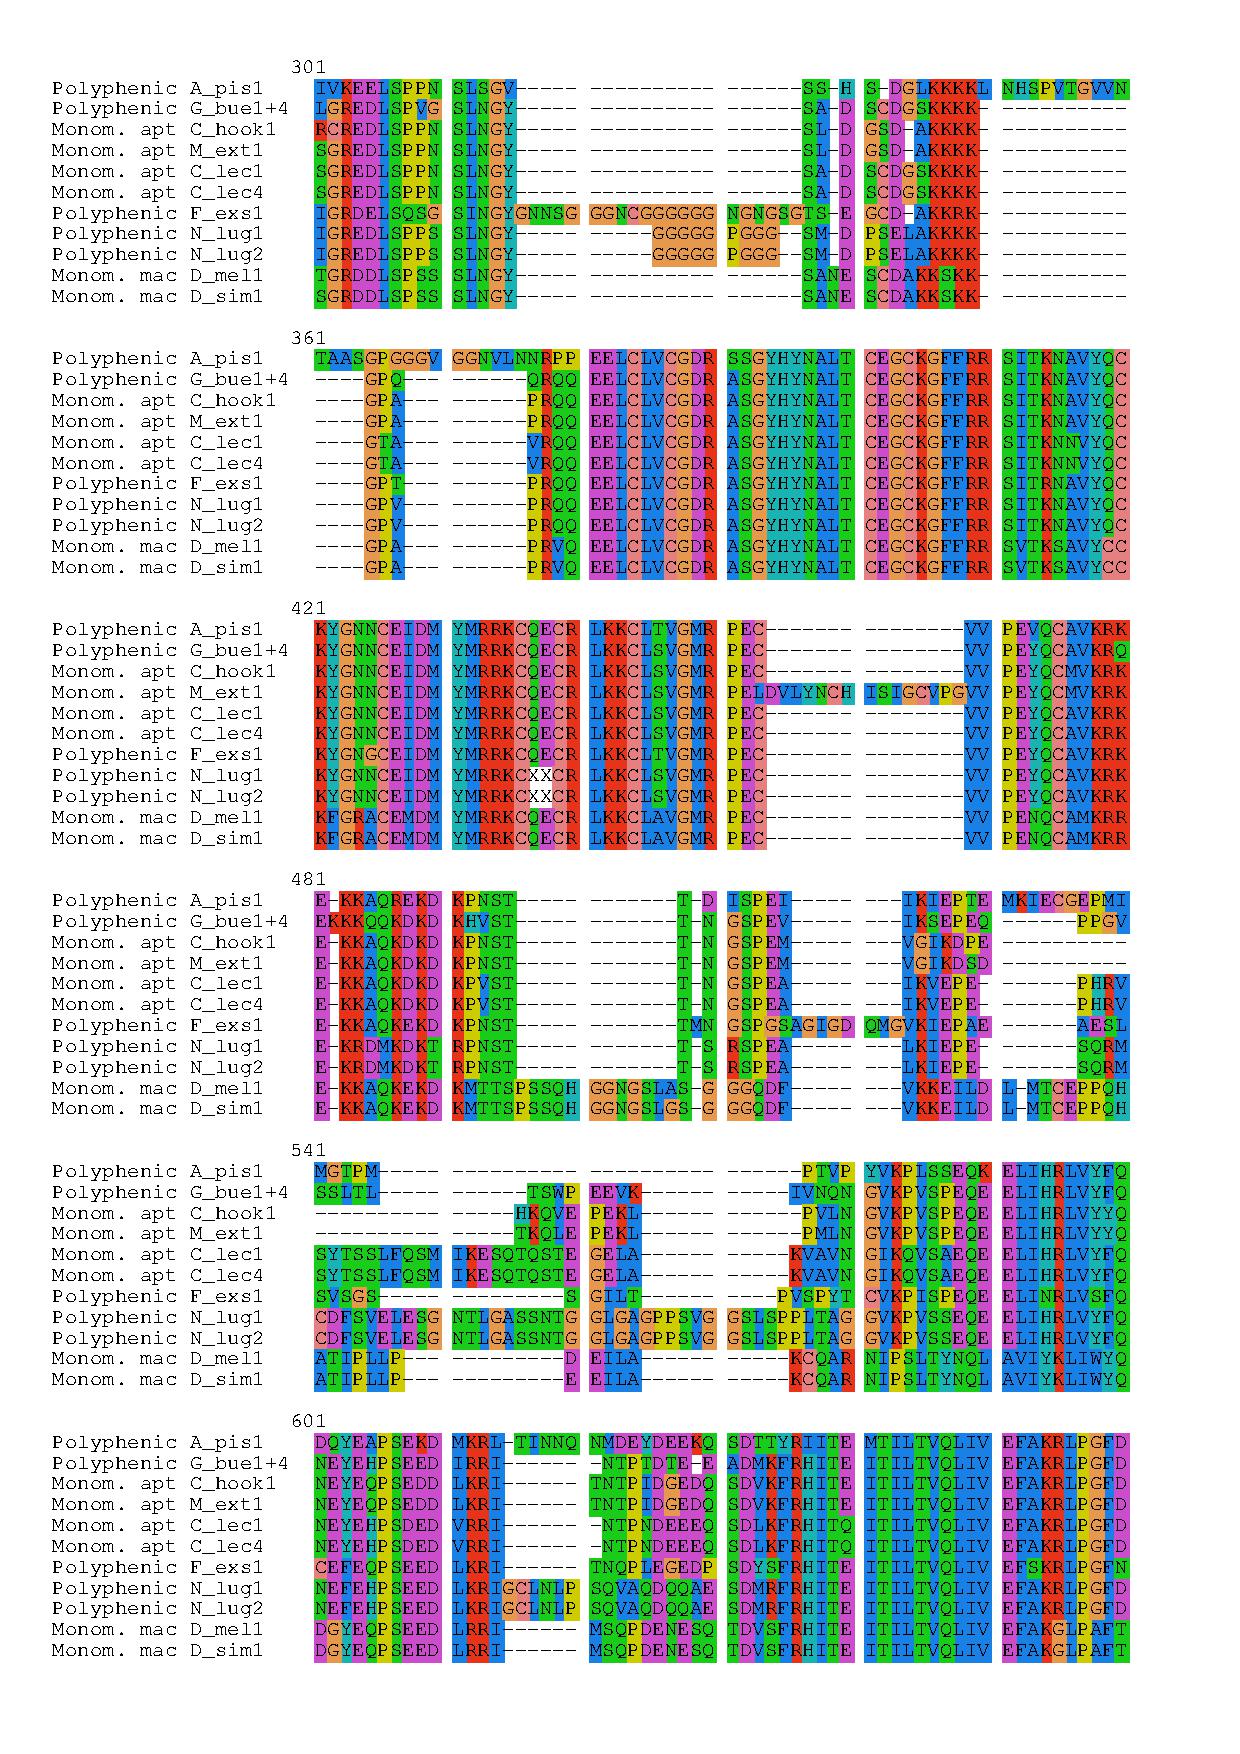 301
Polyphenic A_pis1 IVKEELSPPN SLSGV----- ---------- ------SS-H S-DGLKKKKL NHSPVTGVVN
Polyphenic G_bue1+4 LGREDLSPVG SLNGY----- ---------- ------SA-D SCDGSKKKK- ----------
Monom. apt C_hook1 RCREDLSPPN SLNGY----- ---------- ------SL-D GSD-AKKKK- ----------
Monom. apt M_ext1 SGREDLSPPN SLNGY----- ---------- ------SL-D GSD-AKKKK- ----------
Monom. apt C_lec1 SGREDLSPPN SLNGY----- ---------- ------SA-D SCDGSKKKK- ----------
Monom. apt C_lec4 SGREDLSPPN SLNGY----- ---------- ------SA-D SCDGSKKKK- ----------
Polyphenic F_exs1 IGRDELSQSG SINGYGNNSG GGNCGGGGGG NGNGSGTS-E GCD-AKKRK- ----------
Polyphenic N_lug1 IGREDLSPPS SLNGY----- -----GGGGG PGGG--SM-D PSELAKKKK- ----------
Polyphenic N_lug2 IGREDLSPPS SLNGY----- -----GGGGG PGGG--SM-D PSELAKKKK- ----------
Monom. mac D_mel1 TGRDDLSPSS SLNGY----- ---------- ------SANE SCDAKKSKK- ----------
Monom. mac D_sim1 SGRDDLSPSS SLNGY----- ---------- ------SANE SCDAKKSKK- ----------
361
Polyphenic A_pis1 TAASGPGGGV GGNVLNNRPP EELCLVCGDR SSGYHYNALT CEGCKGFFRR SITKNAVYQC
Polyphenic G_bue1+4 ----GPQ--- ------QRQQ EELCLVCGDR ASGYHYNALT CEGCKGFFRR SITKNAVYQC
Monom. apt C_hook1 ----GPA--- ------PRQQ EELCLVCGDR ASGYHYNALT CEGCKGFFRR SITKNAVYQC
Monom. apt M_ext1 ----GPA--- ------PRQQ EELCLVCGDR ASGYHYNALT CEGCKGFFRR SITKNAVYQC
Monom. apt C_lec1 ----GTA--- ------VRQQ EELCLVCGDR ASGYHYNALT CEGCKGFFRR SITKNNVYQC
Monom. apt C_lec4 ----GTA--- ------VRQQ EELCLVCGDR ASGYHYNALT CEGCKGFFRR SITKNNVYQC
Polyphenic F_exs1 ----GPT--- ------PRQQ EELCLVCGDR ASGYHYNALT CEGCKGFFRR SITRNAVYQC
Polyphenic N_lug1 ----GPV--- ------PRQQ EELCLVCGDR ASGYHYNALT CEGCKGFFRR SITKNAVYQC
Polyphenic N_lug2 ----GPV--- ------PRQQ EELCLVCGDR ASGYHYNALT CEGCKGFFRR SITKNAVYQC
Monom. mac D_mel1 ----GPA--- ------PRVQ EELCLVCGDR ASGYHYNALT CEGCKGFFRR SVTKSAVYCC
Monom. mac D_sim1 ----GPA--- ------PRVQ EELCLVCGDR ASGYHYNALT CEGCKGFFRR SVTKSAVYCC
421
Polyphenic A_pis1 KYGNNCEIDM YMRRKCQECR LKKCLTVGMR PEC------- --------VV PEVQCAVKRK
Polyphenic G_bue1+4 KYGNNCEIDM YMRRKCQECR LKKCLSVGMR PEC------- --------VV PEYQCAVKRQ
Monom. apt C_hook1 KYGNNCEIDM YMRRKCQECR LKKCLSVGMR PEC------- --------VV PEYQCMVKRK
Monom. apt M_ext1 KYGNNCEIDM YMRRKCQECR LKKCLSVGMR PELDVLYNCH ISIGCVPGVV PEYQCMVKRK
Monom. apt C_lec1 KYGNNCEIDM YMRRKCQECR LKKCLSVGMR PEC------- --------VV PEYQCAVKRK
Monom. apt C_lec4 KYGNNCEIDM YMRRKCQECR LKKCLSVGMR PEC------- --------VV PEYQCAVKRK
Polyphenic F_exs1 KYGNGCEIDM YMRRKCQECR LKKCLTVGMR PEC------- --------VV PEYQCAVKRK
Polyphenic N_lug1 KYGNNCEIDM YMRRKCXXCR LKKCLSVGMR PEC------- --------VV PEYQCAVKRK
Polyphenic N_lug2 KYGNNCEIDM YMRRKCXXCR LKKCLSVGMR PEC------- --------VV PEYQCAVKRK
Monom. mac D_mel1 KFGRACEMDM YMRRKCQECR LKKCLAVGMR PEC------- --------VV PENQCAMKRR
Monom. mac D_sim1 KFGRACEMDM YMRRKCQECR LKKCLAVGMR PEC------- --------VV PENQCAMKRR
481
Polyphenic A_pis1 E-KKAQREKD KPNST----- -------T-D ISPEI----- ---IKIEPTE MKIECGEPMI
Polyphenic G_bue1+4 EKKKQQKDKD KHVST----- -------T-N GSPEV----- ---IKSEPEQ ------PPGV
Monom. apt C_hook1 E-KKAQKDKD KPNST----- -------T-N GSPEM----- ---VGIKDPE ----------
Monom. apt M_ext1 E-KKAQKDKD KPNST----- -------T-N GSPEM----- ---VGIKDSD ----------
Monom. apt C_lec1 E-KKAQKDKD KPVST----- -------T-N GSPEA----- ---IKVEPE- ------PHRV
Monom. apt C_lec4 E-KKAQKDKD KPVST----- -------T-N GSPEA----- ---IKVEPE- ------PHRV
Polyphenic F_exs1 E-KKAQKEKD KPNST----- -------TMN GSPGSAGIGD QMGVKIEPAE ------AESL
Polyphenic N_lug1 E-KRDMKDKT RPNST----- -------T-S RSPEA----- ---LKIEPE- ------SQRM
Polyphenic N_lug2 E-KRDMKDKT RPNST----- -------T-S RSPEA----- ---LKIEPE- ------SQRM
Monom. mac D_mel1 E-KKAQKEKD KMTTSPSSQH GGNGSLAS-G GGQDF----- ---VKKEILD L-MTCEPPQH
Monom. mac D_sim1 E-KKAQKEKD KMTTSPSSQH GGNGSLGS-G GGQDF----- ---VKKEILD L-MTCEPPQH
541
Polyphenic A_pis1 MGTPM----- ---------- ---------- ------PTVP YVKPLSSEQK ELIHRLVYFQ
Polyphenic G_bue1+4 SSLTL----- ------TSWP EEVK------ -----IVNQN GVKPVSPEQE ELIHRLVYFQ
Monom. apt C_hook1 ---------- -----HKQVE PEKL------ ------PVLN GVKPVSPEQE ELIHRLVYYQ
Monom. apt M_ext1 ---------- -----TKQLE PEKL------ ------PMLN GVKPVSPEQE ELIHRLVYYQ
Monom. apt C_lec1 SYTSSLFQSM IKESQTQSTE GELA------ -----KVAVN GIKQVSAEQE ELIHRLVYFQ
Monom. apt C_lec4 SYTSSLFQSM IKESQTQSTE GELA------ -----KVAVN GIKQVSAEQE ELIHRLVYFQ
Polyphenic F_exs1 SVSGS----- ---------S GILT------ ----PVSPYT CVKPISPEQE ELINRLVSFQ
Polyphenic N_lug1 CDFSVELESG NTLGASSNTG GLGAGPPSVG GSLSPPLTAG GVKPVSSEQE ELIHRLVYFQ
Polyphenic N_lug2 CDFSVELESG NTLGASSNTG GLGAGPPSVG GSLSPPLTAG GVKPVSSEQE ELIHRLVYFQ
Monom. mac D_mel1 ATIPLLP--- ---------D EILA------ -----KCQAR NIPSLTYNQL AVIYKLIWYQ
Monom. mac D_sim1 ATIPLLP--- ---------E EILA------ -----KCQAR NIPSLTYNQL AVIYKLIWYQ
601
Polyphenic A_pis1 DQYEAPSEKD MKRL-TINNQ NMDEYDEEKQ SDTTYRIITE MTILTVQLIV EFAKRLPGFD
Polyphenic G_bue1+4 NEYEHPSEED IRRI------ -NTPTDTE-E ADMKFRHITE ITILTVQLIV EFAKRLPGFD
Monom. apt C_hook1 NEYEQPSEDD LKRI------ TNTPIDGEDQ SDVKFRHITE ITILTVQLIV EFAKRLPGFD
Monom. apt M_ext1 NEYEQPSEDD LKRI------ TNTPIDGEDQ SDVKFRHITE ITILTVQLIV EFAKRLPGFD
Monom. apt C_lec1 NEYEHPSDED VRRI------ -NTPNDEEEQ SDLKFRHITQ ITILTVQLIV EFAKRLPGFD
Monom. apt C_lec4 NEYEHPSDED VRRI------ -NTPNDEEEQ SDLKFRHITQ ITILTVQLIV EFAKRLPGFD
Polyphenic F_exs1 CEFEQPSEED LKRI------ TNQPLEGEDP SDYSFRHITE ITILTVQLIV EFSKRLPGFN
Polyphenic N_lug1 NEFEHPSEED LKRIGCLNLP SQVAQDQQAE SDMRFRHITE ITILTVQLIV EFAKRLPGFD
Polyphenic N_lug2 NEFEHPSEED LKRIGCLNLP SQVAQDQQAE SDMRFRHITE ITILTVQLIV EFAKRLPGFD
Monom. mac D_mel1 DGYEQPSEED LRRI------ MSQPDENESQ TDVSFRHITE ITILTVQLIV EFAKGLPAFT
Monom. mac D_sim1 DGYEQPSEED LRRI------ MSQPDENESQ TDVSFRHITE ITILTVQLIV EFAKGLPAFT